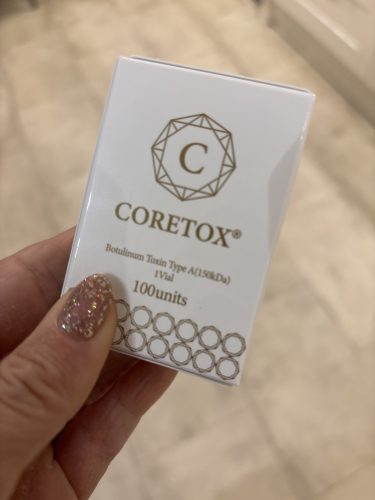 C
CORETOX®
Botulinum Toxin Type A(150kDa)
1Vial
100units